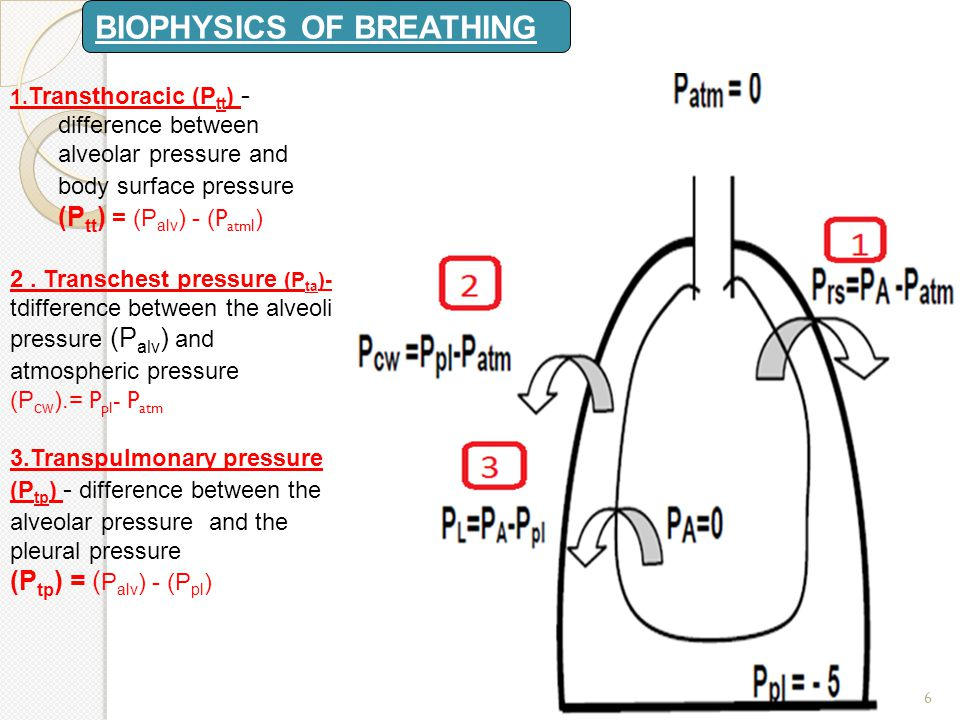 BIOPHYSICS OF BREATHING
1.Transthoracic (Ptt) -
difference between
alveolar pressure and
body surface pressure
(Ptt) = (Palv) - (Patml)
2 . Transchest pressure (Pta)-
tdifference between the alveoli
pressure (Palv) and
atmospheric pressure
(PCW).= Ppl- Patm
3.Transpulmonary pressure
(Ptp) - difference between the
alveolar pressure and the
pleural pressure
(Ptp) = (Palv) - (Ppl)
Patm = 0
1
Prs=PA -Patm
2
Pcw =Ppl-Patm
3
PL=PA-Ppl
PA=0
Ppl = - 5
6